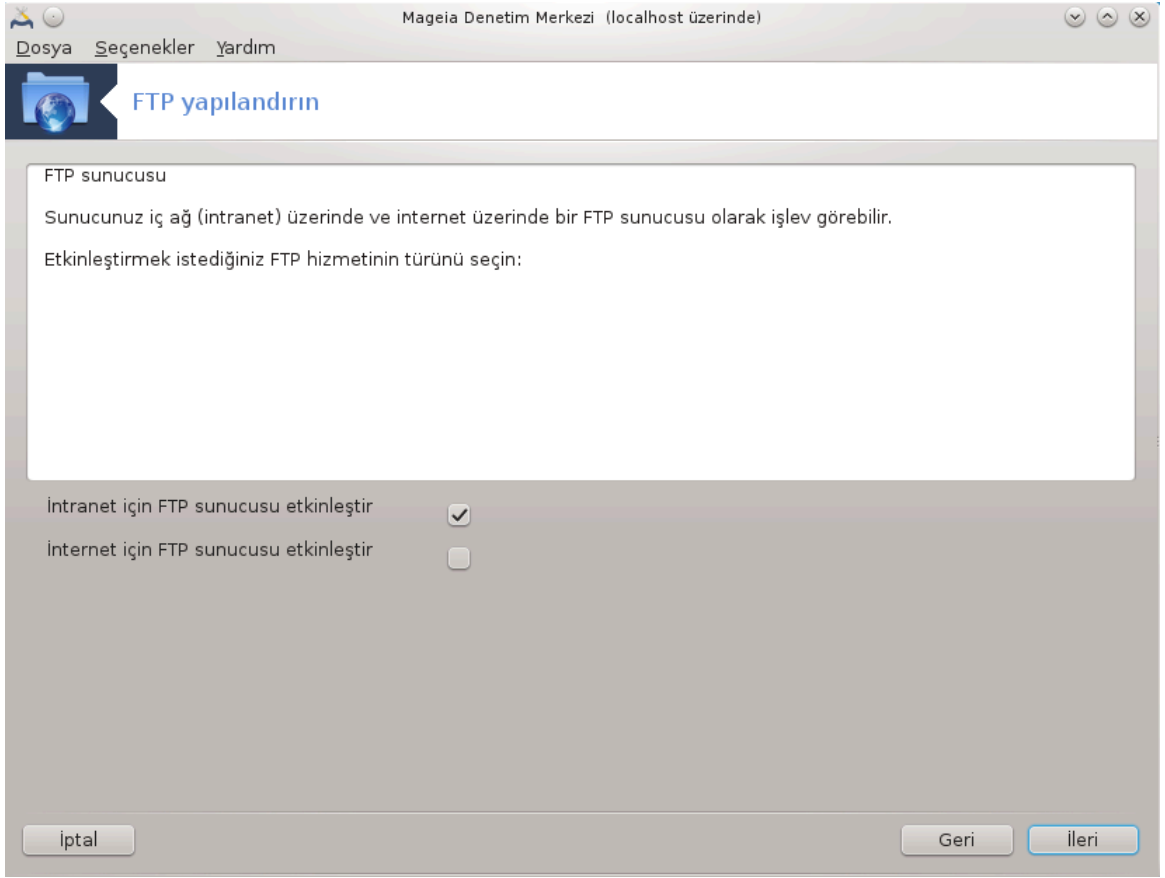 Mageia Denetim Merkezi (localhost üzerinde)
Dosya Seçenekler Yardım
FTP yapılandırın
FTP sunucusu
Sunucunuz iç ağ (intranet) üzerinde ve internet üzerinde bir FTP sunucusu olarak işlev görebilir.
Etkinleştirmek istediğiniz FTP hizmetinin türünü seçin:
İntranet için FTP sunucusu etkinleştir
İnternet için FTP sunucusu etkinleştir
İptal Geri İleri